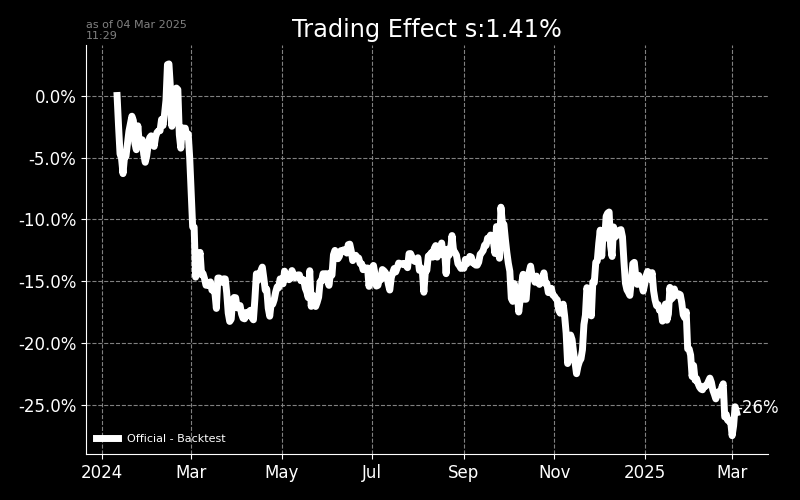 as of 04 Mar 2025
11:29
Trading Effect s:1.41%
0.0%
-5.0%
-10.0%
-15.0%
-20.0%
-25.0%
-26%
Official - Backtest
2024 Mar May Jul Sep Nov 2025 Mar